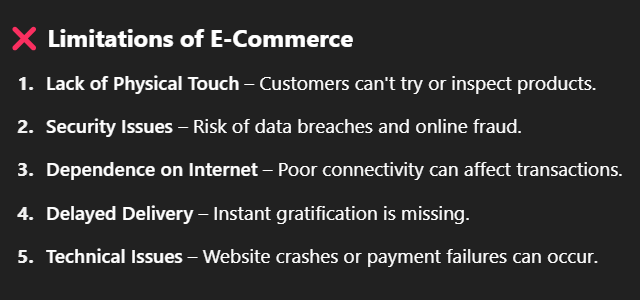 ❌ Limitations of E-Commerce
1. Lack of Physical Touch – Customers can't try or inspect products.
2. Security Issues – Risk of data breaches and online fraud.
3. Dependence on Internet – Poor connectivity can affect transactions.
4. Delayed Delivery – Instant gratification is missing.
5. Technical Issues – Website crashes or payment failures can occur.